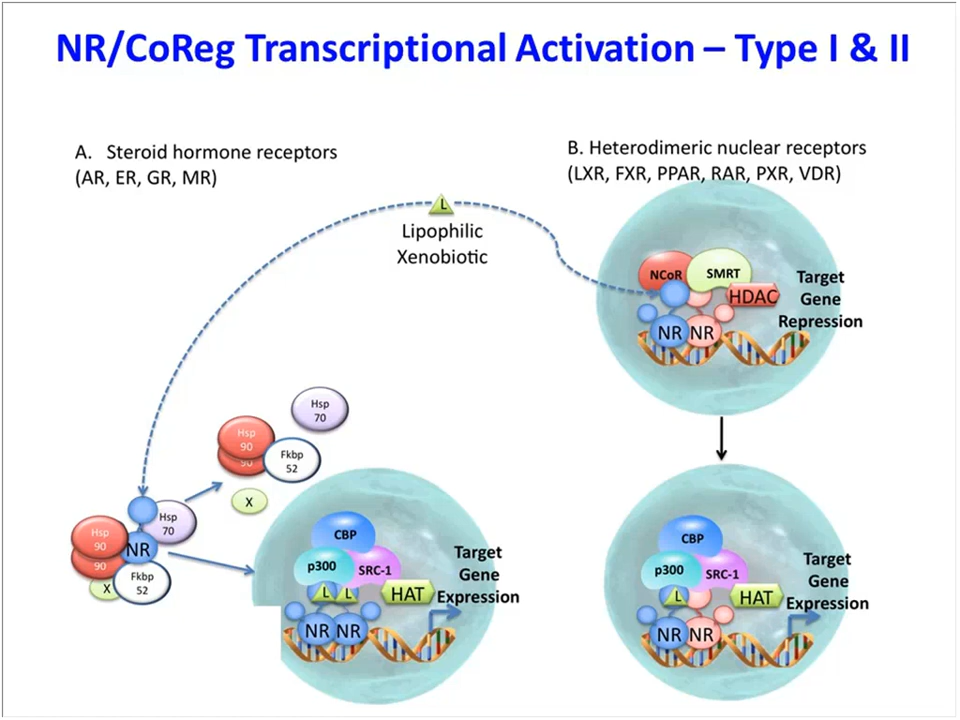 NR/CoReg Transcriptional Activation – Type I & II
A. Steroid hormone receptors
(AR, ER, GR, MR)
B. Heterodimeric nuclear receptors
(LXR, FXR, PPAR, RAR, PXR, VDR)
L
Lipophilic
Xenobiotic
NCoR
SMRT
HDAC
NR NR
Target
Gene
Repression
Hsp
70
Hsp
90
90
Fkbp
52
X
Hsp
70
Hsp
90
90
NR
X
Fkbp
52
CBP
p300
SRC-1
L L
HAT
NR NR
Target
Gene
Expression
CBP
p300
SRC-1
L
HAT
NR NR
Target
Gene
Expression